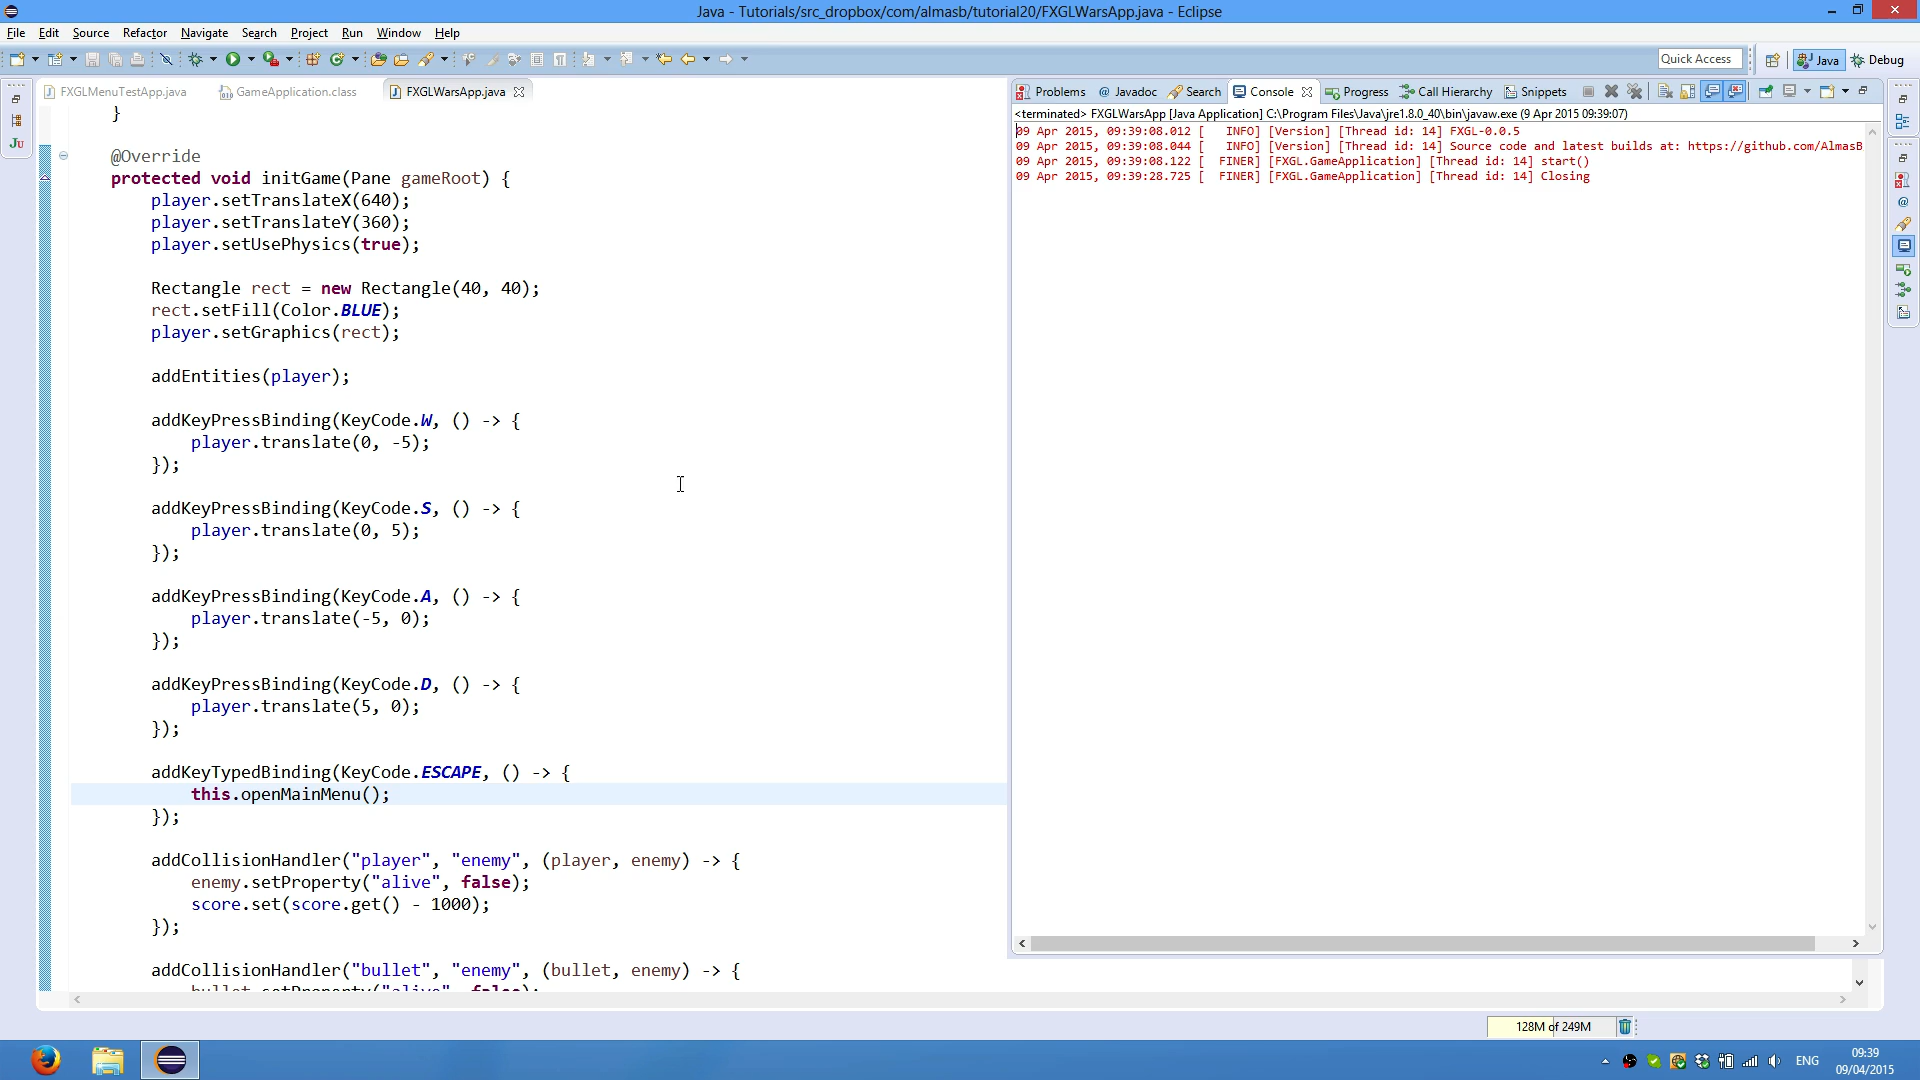 Java - Tutorials/src_dropbox/com/almasb/tutorial20/FXGLWarsApp.java - Eclipse
File Edit Source Refactor Navigate Search Project Run Window Help
Quick Access
Java
Debug
FXGLMenuTestApp.java
GameApplication.class
FXGLWarsApp.java
}
@Override
protected void initGame(Pane gameRoot) {
player.setTranslateX(640);
player.setTranslateY(360);
player.setUsePhysics(true);
Rectangle rect = new Rectangle(40, 40);
rect.setFill(Color.BLUE);
player.setGraphics(rect);
addEntities(player);
addKeyPressBinding(KeyCode.W, () -> {
player.translate(0, -5);
});
addKeyPressBinding(KeyCode.S, () -> {
player.translate(0, 5);
});
addKeyPressBinding(KeyCode.A, () -> {
player.translate(-5, 0);
});
addKeyPressBinding(KeyCode.D, () -> {
player.translate(5, 0);
});
addKeyTypedBinding(KeyCode.ESCAPE, () -> {
this.openMainMenu();
});
addCollisionHandler("player", "enemy", (player, enemy) -> {
enemy.setProperty("alive", false);
score.set(score.get() - 1000);
});
addCollisionHandler("bullet", "enemy", (bullet, enemy) -> {
bullet.setProperty("alive", false);
Problems @ Javadoc Search Console Progress Call Hierarchy Snippets
<terminated> FXGLWarsApp [Java Application] C:\Program Files\Java\jre1.8.0_40\bin\javaw.exe (9 Apr 2015 09:39:07)
09 Apr 2015, 09:39:08.012 [ INFO] [Version] [Thread id: 14] FXGL-0.0.5
09 Apr 2015, 09:39:08.044 [ INFO] [Version] [Thread id: 14] Source code and latest builds at: https://github.com/AlmasB
09 Apr 2015, 09:39:08.122 [ FINER] [FXGL.GameApplication] [Thread id: 14] start()
09 Apr 2015, 09:39:28.725 [ FINER] [FXGL.GameApplication] [Thread id: 14] Closing
128M of 249M
ENG
09:39
09/04/2015